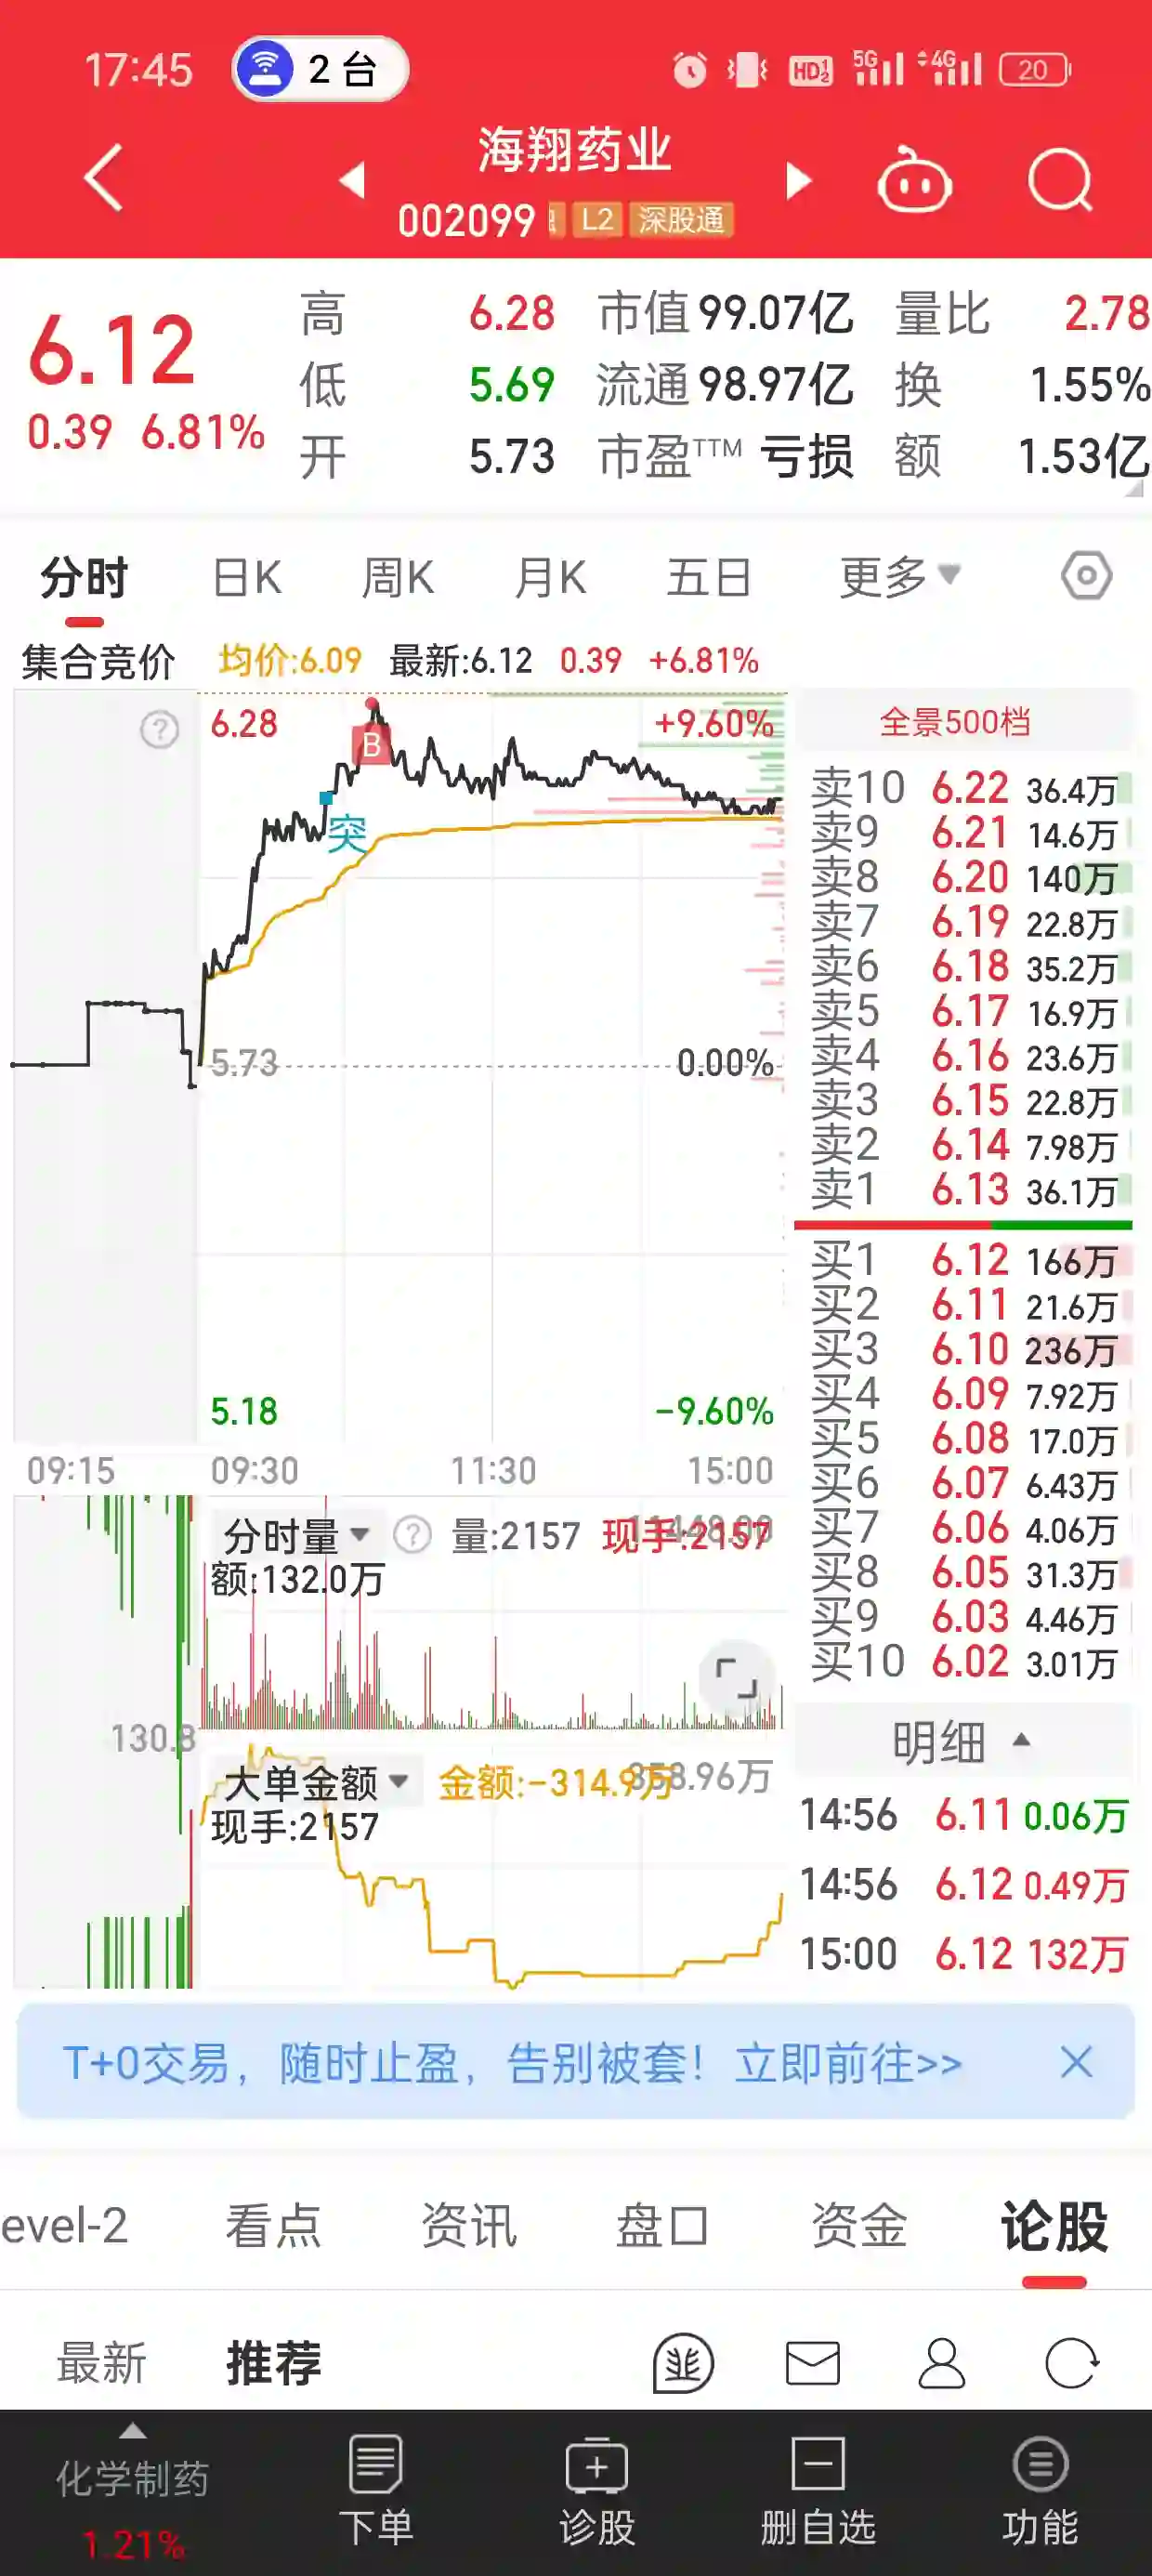 17:45 2 台 HD 5G 4G 20
海翔药业
002099 L2 深股通
6.12
0.39 6.81%
高 6.28 市值 99.07亿 量比 2.78
低 5.69 流通 98.97亿 换 1.55%
开 5.73 市盈TTM 亏损 额 1.53亿
分时 日K 周K 月K 五日 更多
集合竞价 均价:6.09 最新:6.12 0.39 +6.81%
6.28 +9.60%
B
突
5.73 0.00%
5.18 -9.60%
09:15 09:30 11:30 15:00
全景500档
卖10 6.22 36.4万
卖9 6.21 14.6万
卖8 6.20 140万
卖7 6.19 22.8万
卖6 6.18 35.2万
卖5 6.17 16.9万
卖4 6.16 23.6万
卖3 6.15 22.8万
卖2 6.14 7.98万
卖1 6.13 36.1万
买1 6.12 166万
买2 6.11 21.6万
买3 6.10 236万
买4 6.09 7.92万
买5 6.08 17.0万
买6 6.07 6.43万
买7 6.06 4.06万
买8 6.05 31.3万
买9 6.03 4.46万
买10 6.02 3.01万
分时量 量:2157 现手:2157
额:132.0万
130.8
大单金额 金额:-314.9万
现手:2157
明细
14:56 6.11 0.06万
14:56 6.12 0.49万
15:00 6.12 132万
T+0交易，随时止盈，告别被套！立即前往>>
evel-2 看点 资讯 盘口 资金 论股
最新 推荐
化学制药 下单 诊股 删自选 功能
1.21%